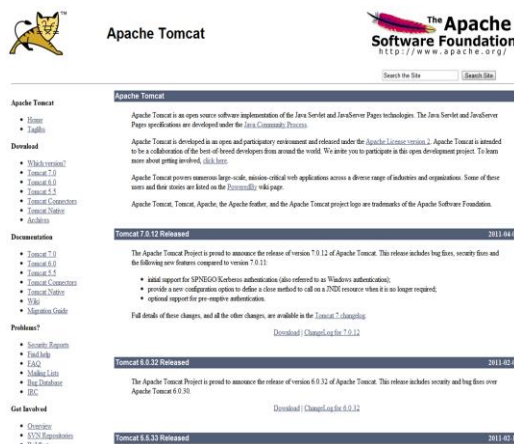 Apache Tomcat
The Apache
Software Foundation
http://www.apache.org/
Search the Site
Search Site
Apache Tomcat
Home
Taglibs
Download
Which version?
Tomcat 7.0
Tomcat 6.0
Tomcat 5.5
Tomcat Connectors
Tomcat Native
Archives
Documentation
Tomcat 7.0
Tomcat 6.0
Tomcat 5.5
Tomcat Connectors
Tomcat Native
Wiki
Migration Guide
Problems?
Security Reports
Find help
FAQ
Mailing Lists
Bug Database
IRC
Get Involved
Overview
SVN Repositories
Apache Tomcat
Apache Tomcat is an open source software implementation of the Java Servlet and JavaServer Pages technologies. The Java Servlet and JavaServer
Pages specifications are developed under the Java Community Process.
Apache Tomcat is developed in an open and participatory environment and released under the Apache License version 2. Apache Tomcat is intended
to be a collaboration of the best-of-breed developers from around the world. We invite you to participate in this open development project. To learn
more about getting involved, click here.
Apache Tomcat powers numerous large-scale, mission-critical web applications across a diverse range of industries and organizations. Some of these
users and their stories are listed on the PoweredBy wiki page.
Apache Tomcat, Tomcat, Apache, the Apache feather, and the Apache Tomcat project logo are trademarks of the Apache Software Foundation.
Tomcat 7.0.12 Released 2011-04-0
The Apache Tomcat Project is proud to announce the release of version 7.0.12 of Apache Tomcat. This release includes bug fixes, security fixes and
the following new features compared to version 7.0.11:
initial support for SPNEGO/Kerberos authentication (also referred to as Windows authentication);
provide a new configuration option to define a close method to call on a JNDI resource when it is no longer required;
optional support for pre-emptive authentication.
Full details of these changes, and all the other changes, are available in the Tomcat 7 changelog.
Download | ChangeLog for 7.0.12
Tomcat 6.0.32 Released 2011-02-0
The Apache Tomcat Project is proud to announce the release of version 6.0.32 of Apache Tomcat. This release includes security and bug fixes over
Apache Tomcat 6.0.30.
Download | ChangeLog for 6.0.32
Tomcat 5.5.33 Released 2011-02-